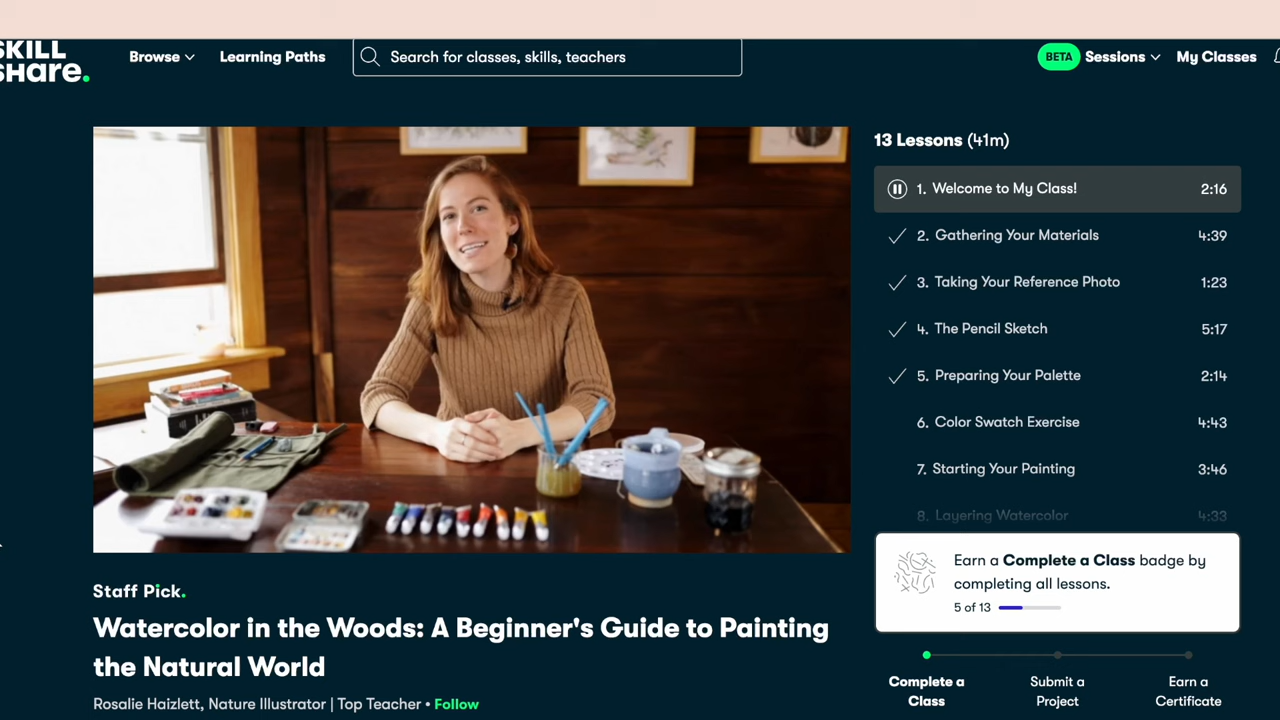 SKILL
SHare.
Browse
Learning Paths
Search for classes, skills, teachers
BETA
Sessions
My Classes
13 Lessons (41m)
1. Welcome to My Class! 2:16
2. Gathering Your Materials 4:39
3. Taking Your Reference Photo 1:23
4. The Pencil Sketch 5:17
5. Preparing Your Palette 2:14
6. Color Swatch Exercise 4:43
7. Starting Your Painting 3:46
8. Layering Watercolor 4:33
Earn a Complete a Class badge by
completing all lessons.
5 of 13
Complete a
Class
Submit a
Project
Earn a
Certificate
Staff Pick.
Watercolor in the Woods: A Beginner's Guide to Painting
the Natural World
Rosalie Haizlett, Nature Illustrator | Top Teacher • Follow